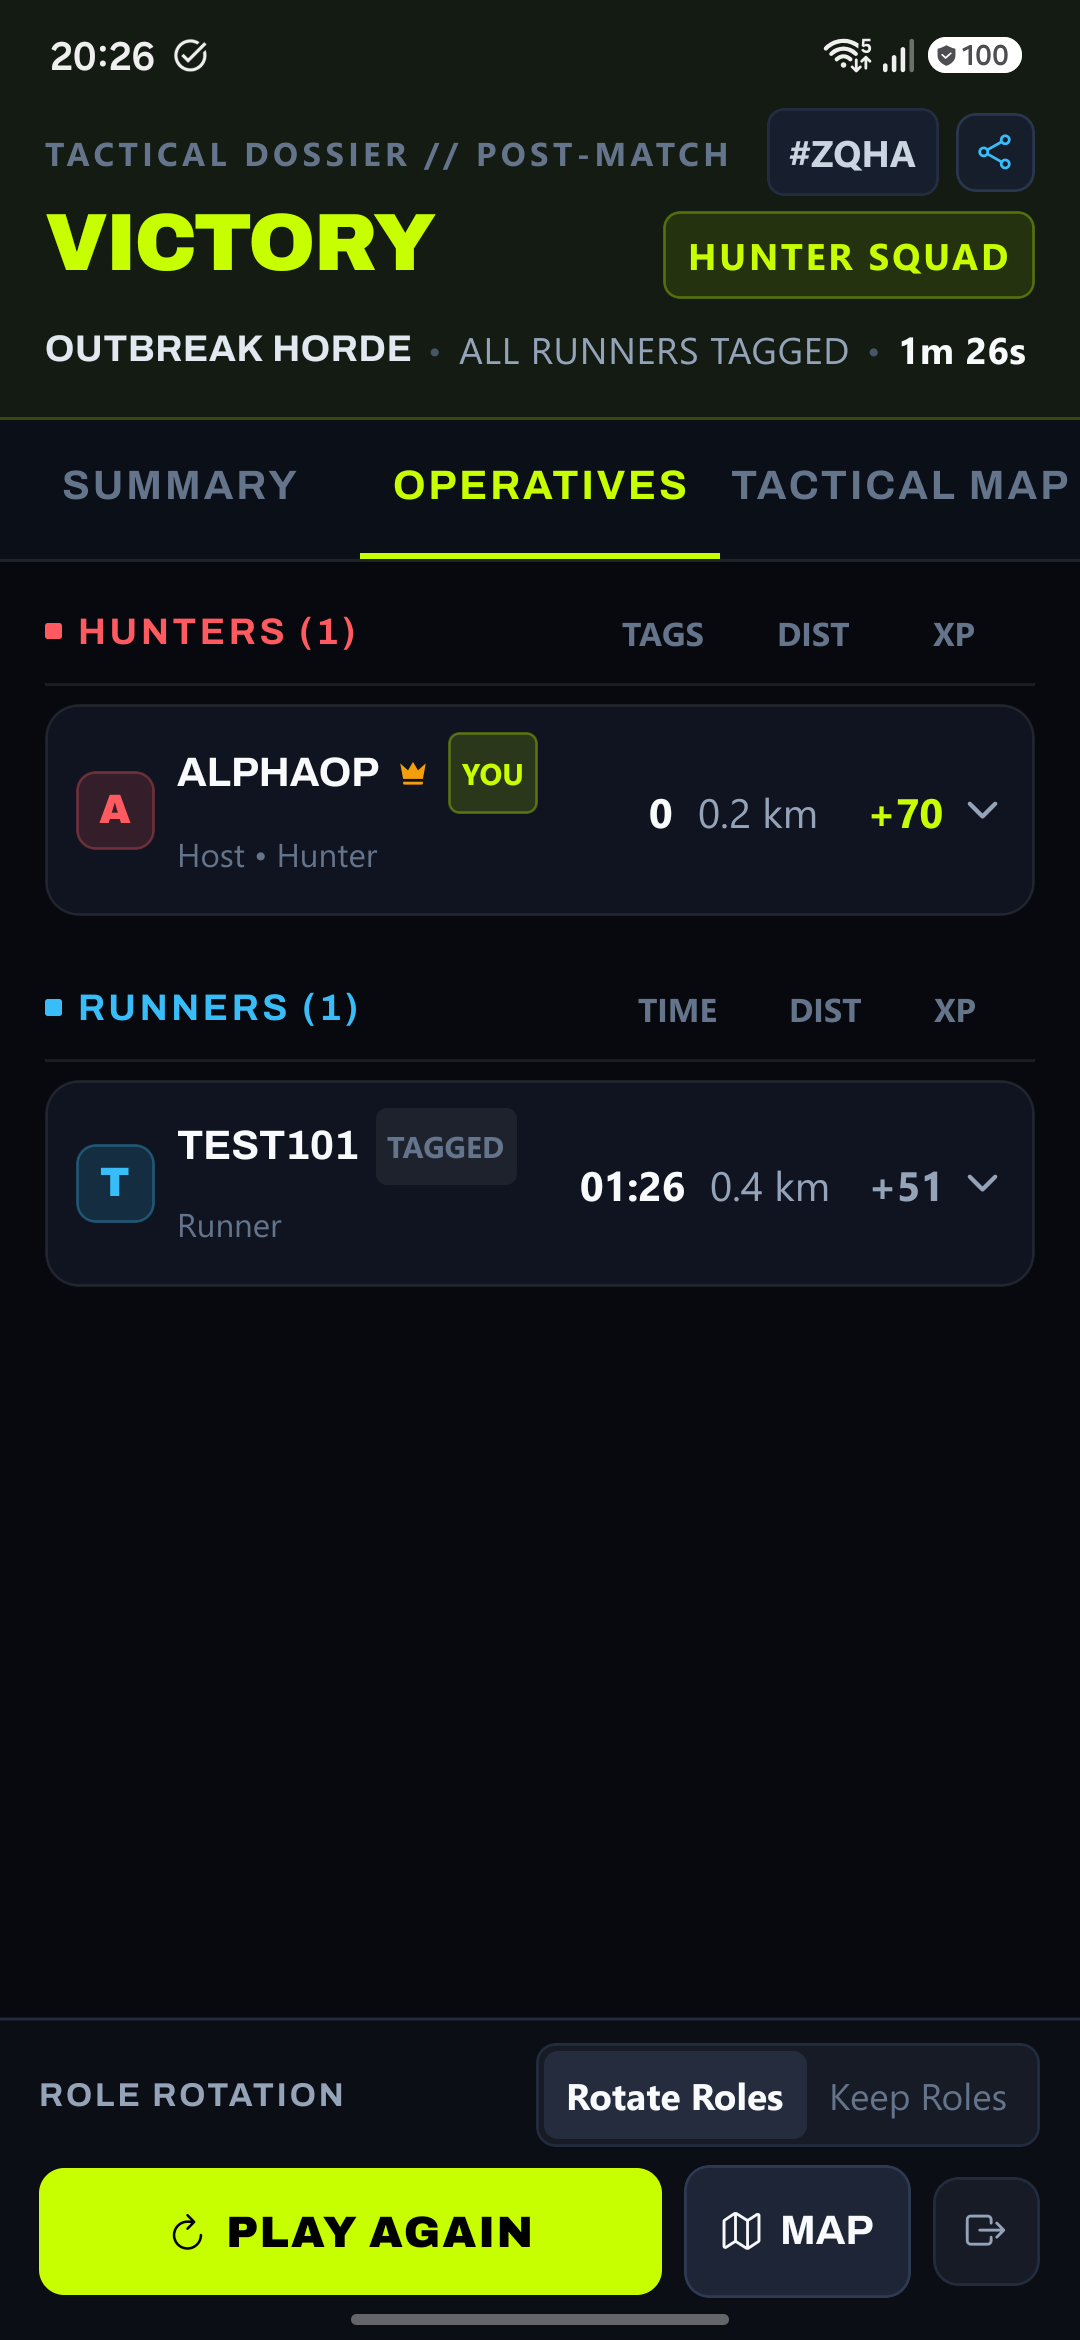 20:26
5 100
TACTICAL DOSSIER // POST-MATCH #ZQHA
VICTORY HUNTER SQUAD
OUTBREAK HORDE • ALL RUNNERS TAGGED • 1m 26s
SUMMARY OPERATIVES TACTICAL MAP
HUNTERS (1) TAGS DIST XP
A ALPHAOP YOU
0 0.2 km +70
Host • Hunter
RUNNERS (1) TIME DIST XP
T TEST101 TAGGED
01:26 0.4 km +51
Runner
ROLE ROTATION Rotate Roles Keep Roles
PLAY AGAIN MAP